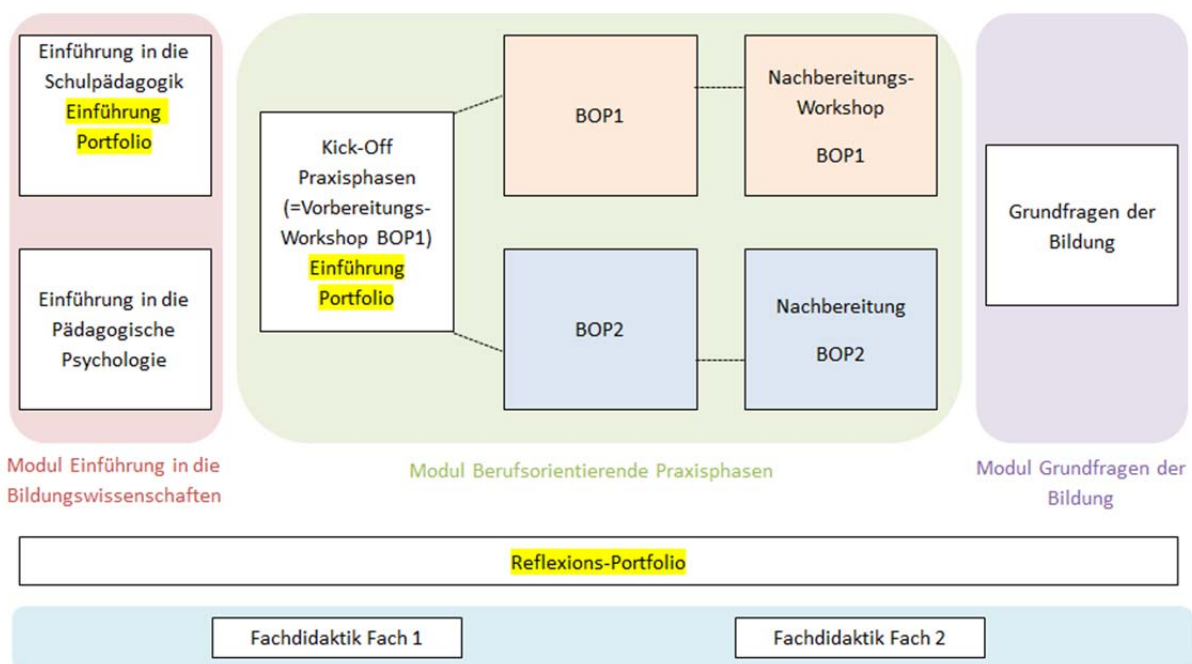 Einführung in die
Schulpädagogik
Einführung
Portfolio
Einführung in die
Pädagogische
Psychologie
Modul Einführung in die
Bildungswissenschaften
Kick-Off
Praxisphasen
(=Vorbereitungs-
Workshop BOP1)
Einführung
Portfolio
BOP1
Nachbereitungs-
Workshop
BOP1
BOP2
Nachbereitung
BOP2
Modul Berufsorientierende Praxisphasen
Grundfragen der
Bildung
Modul Grundfragen der
Bildung
Reflexions-Portfolio
Fachdidaktik Fach 1
Fachdidaktik Fach 2